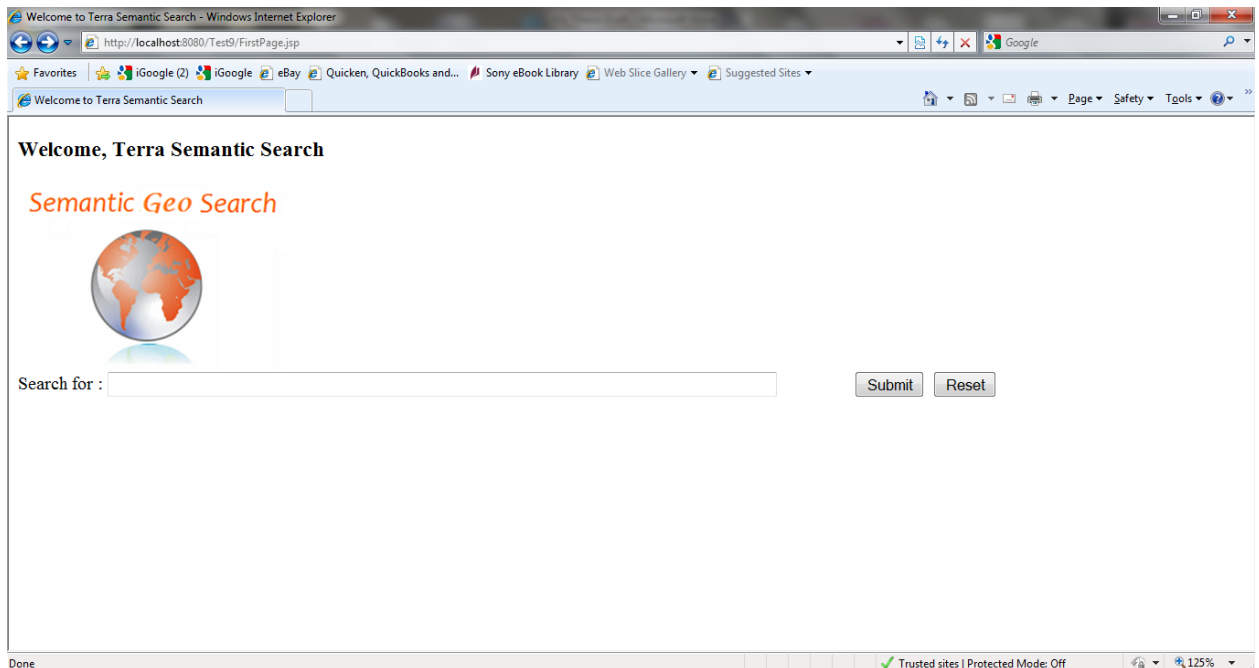 Welcome to Terra Semantic Search - Windows Internet Explorer
http://localhost:8080/Test9/FirstPage.jsp
Google
Favorites iGoogle (2) iGoogle eBay Quicken, QuickBooks and... Sony eBook Library Web Slice Gallery Suggested Sites
Welcome to Terra Semantic Search
Page Safety Tools »
Welcome, Terra Semantic Search
Semantic Geo Search
Search for :
Submit Reset
Done
Trusted sites | Protected Mode: Off
125%